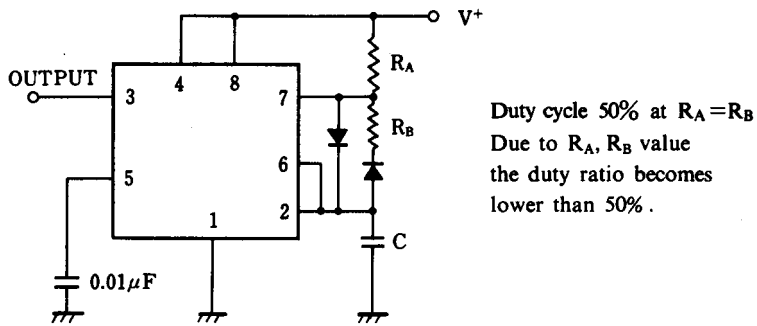 V+
RA
OUTPUT
4
8
3
7
RB
5
6
2
1
C
0.01μF
Duty cycle 50% at RA=RB
Due to RA, RB value
the duty ratio becomes
lower than 50%.